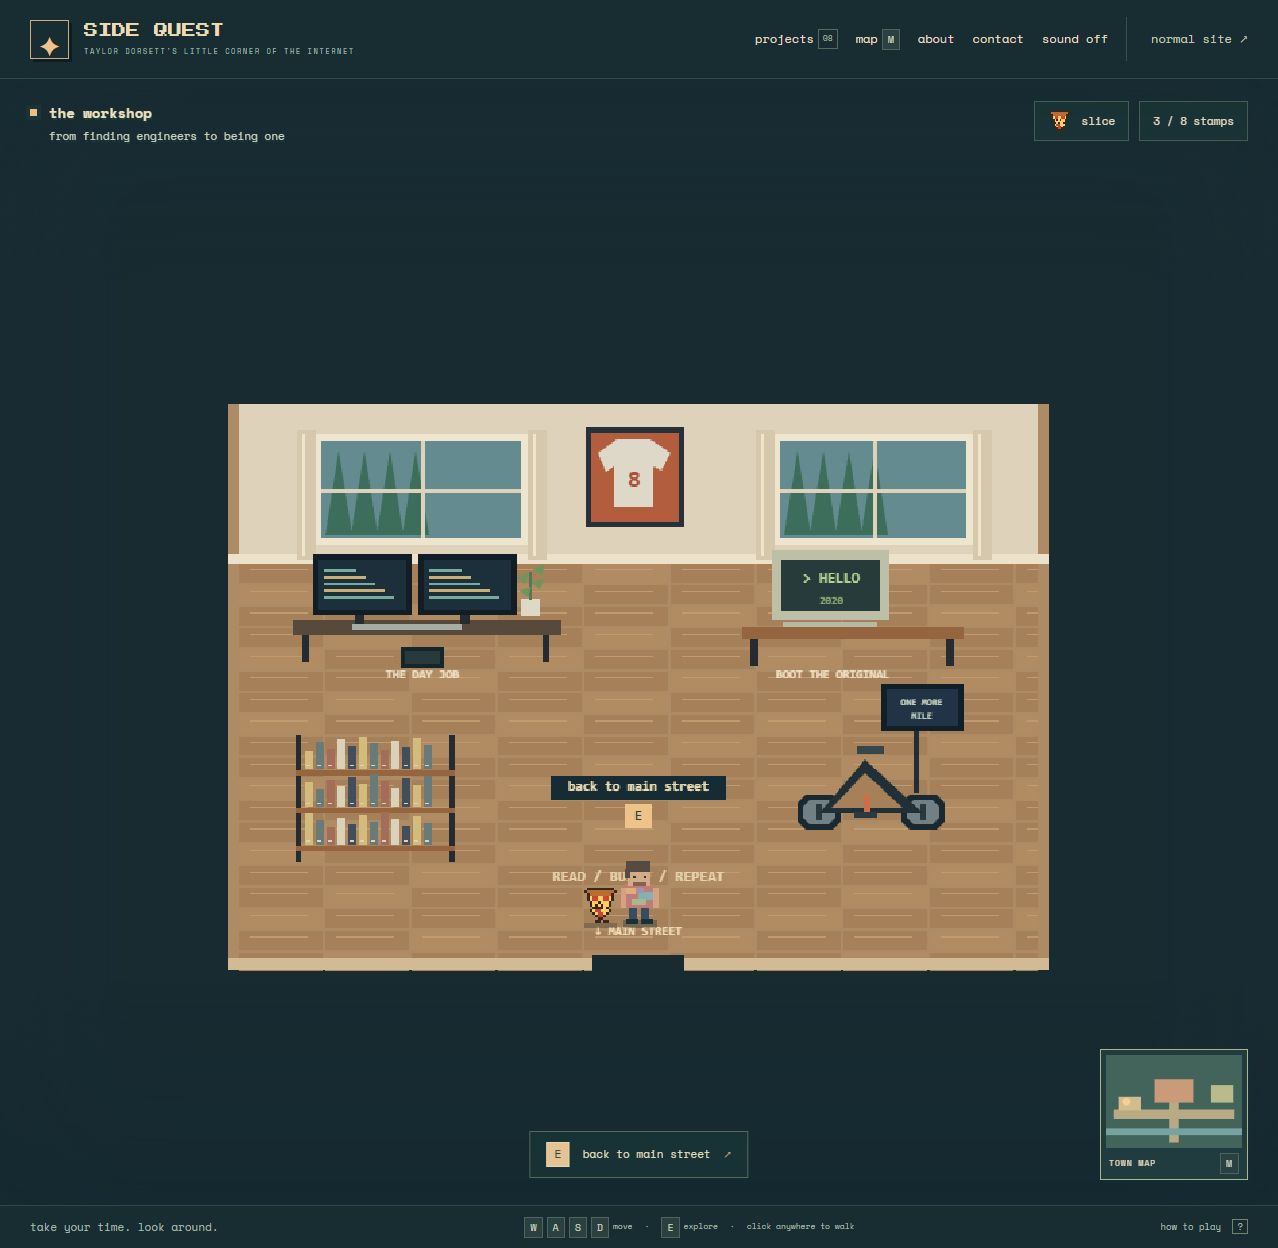 SIDE QUEST
TAYLOR DORSETT'S LITTLE CORNER OF THE INTERNET
projects 08 map M about contact sound off normal site ↗
the workshop
from finding engineers to being one
slice 3 / 8 stamps
8
> HELLO
2020
THE DAY JOB
BOOT THE ORIGINAL
ONE MORE
MILE
back to main street
E
READ / BU / REPEAT
↓ MAIN STREET
E back to main street ↗
TOWN MAP M
take your time. look around.
W A S D move · E explore · click anywhere to walk
how to play ?